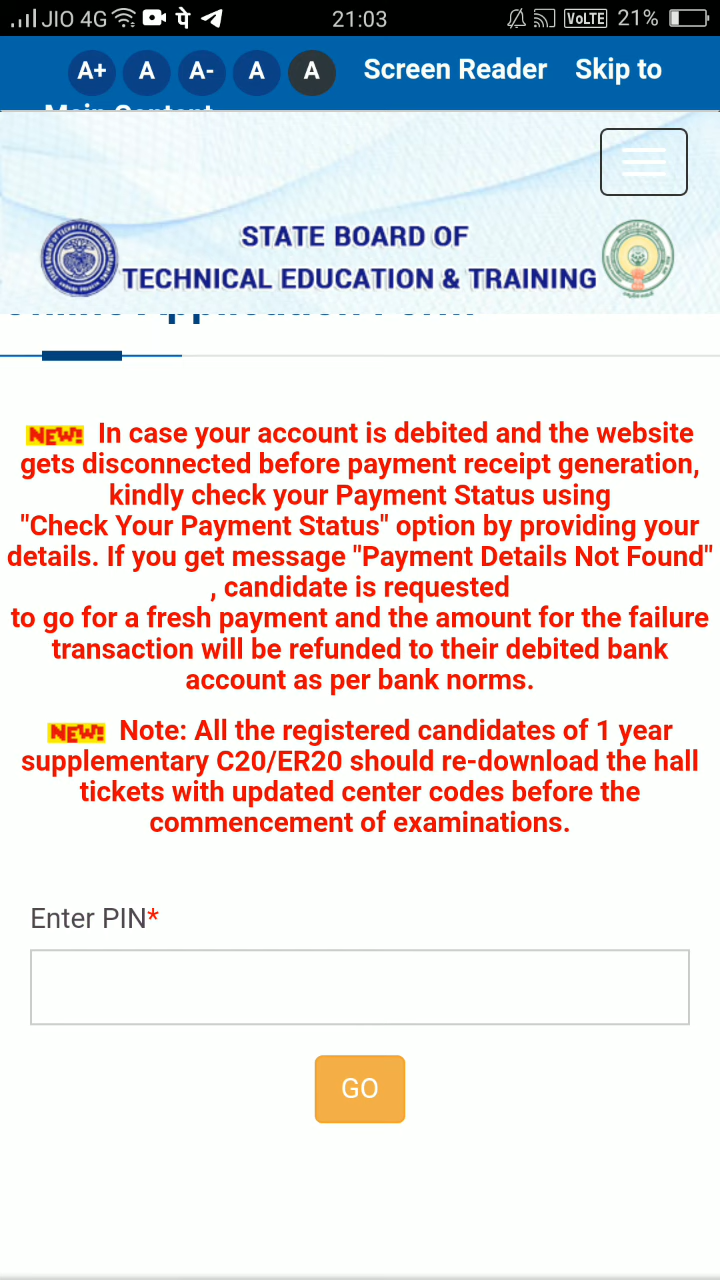 JIO 4G पे 21:03 VoLTE 21%
A+ A A- A A Screen Reader Skip to
Main Content
STATE BOARD OF
TECHNICAL EDUCATION & TRAINING
Online Application Form
NEW! In case your account is debited and the website
gets disconnected before payment receipt generation,
kindly check your Payment Status using
"Check Your Payment Status" option by providing your
details. If you get message "Payment Details Not Found"
, candidate is requested
to go for a fresh payment and the amount for the failure
transaction will be refunded to their debited bank
account as per bank norms.
NEW! Note: All the registered candidates of 1 year
supplementary C20/ER20 should re-download the hall
tickets with updated center codes before the
commencement of examinations.
Enter PIN*
GO